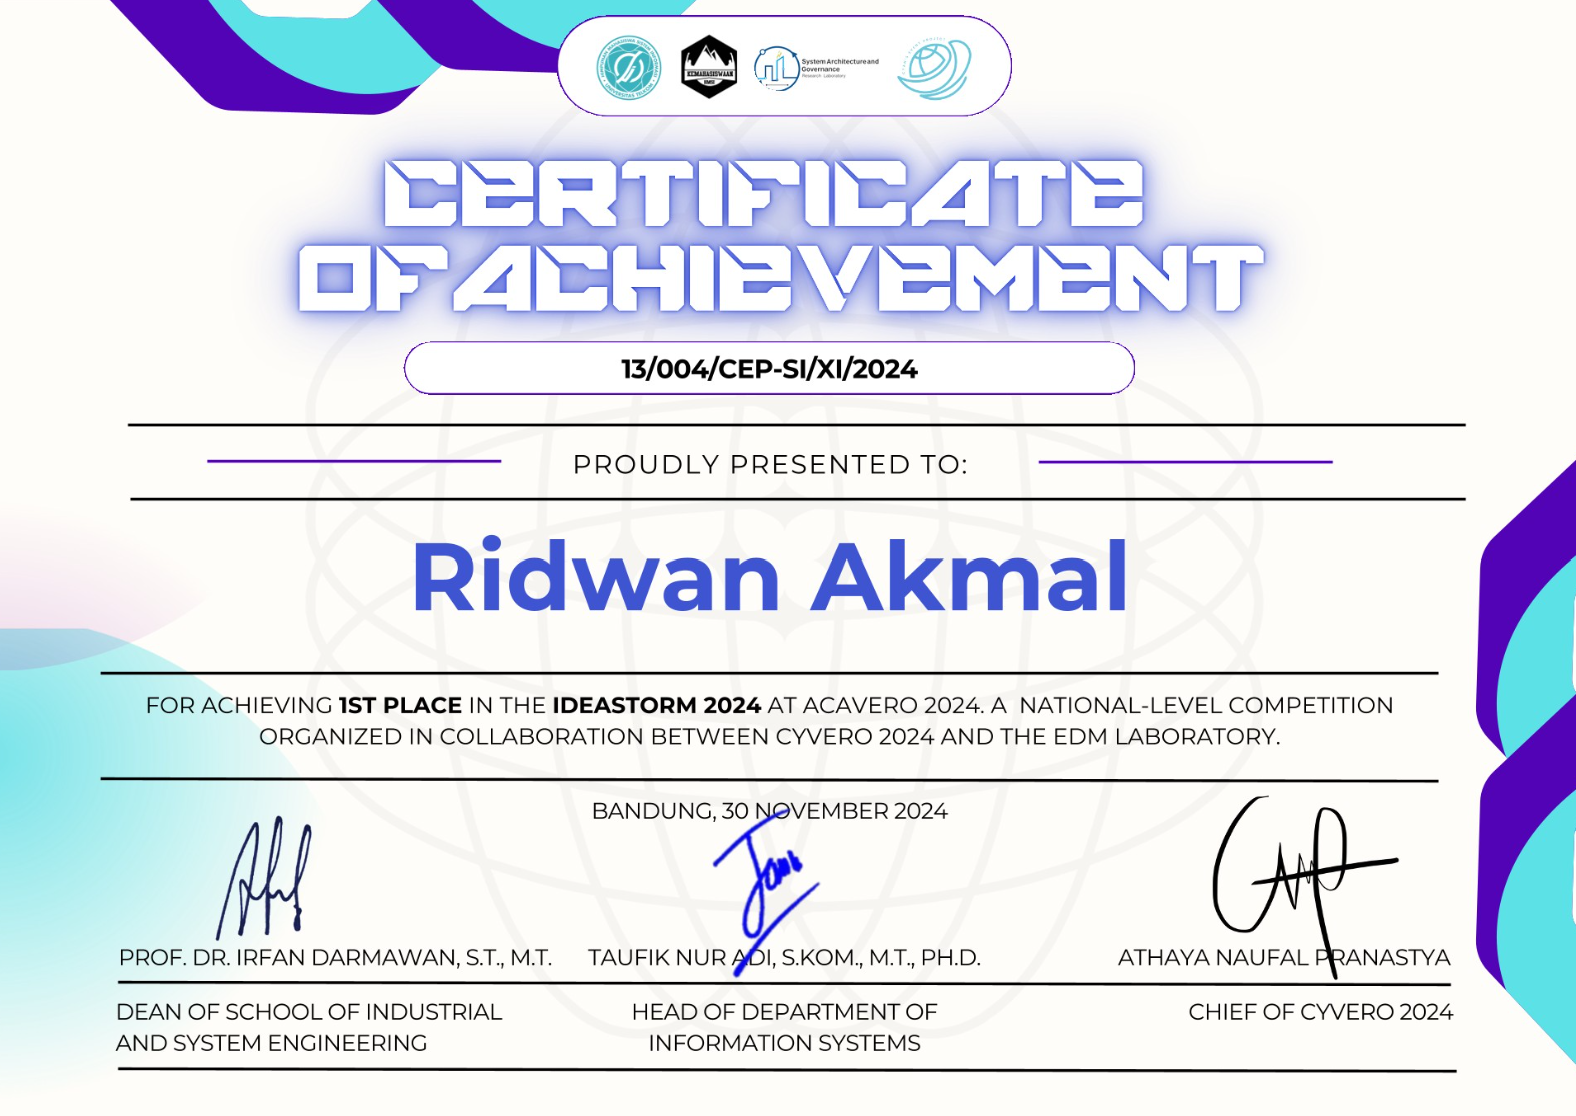 KEMAHASISWAAN
System Architecture and
Governance
Research Laboratory
CERTIFICATE
OF ACHIEVEMENT
13/004/CEP-SI/XI/2024
PROUDLY PRESENTED TO:
Ridwan Akmal
FOR ACHIEVING 1ST PLACE IN THE IDEASTORM 2024 AT ACAVERO 2024. A NATIONAL-LEVEL COMPETITION
ORGANIZED IN COLLABORATION BETWEEN CYVERO 2024 AND THE EDM LABORATORY.
BANDUNG, 30 NOVEMBER 2024
PROF. DR. IRFAN DARMAWAN, S.T., M.T. TAUFIK NUR ADI, S.KOM., M.T., PH.D. ATHAYA NAUFAL PRANASTYA
DEAN OF SCHOOL OF INDUSTRIAL HEAD OF DEPARTMENT OF CHIEF OF CYVERO 2024
AND SYSTEM ENGINEERING INFORMATION SYSTEMS